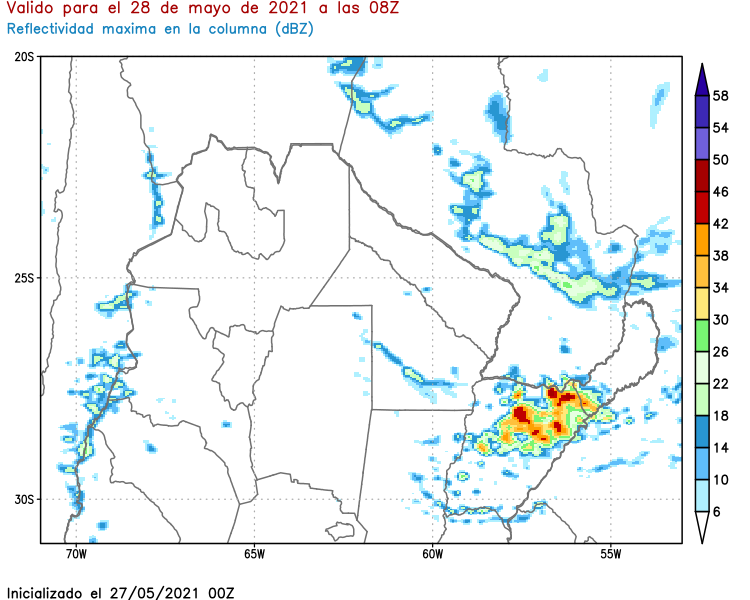 Valido para el 28 de mayo de 2021 a las 08Z
Reflectividad maxima en la columna (dBZ)
20S
25S
30S
70W
65W
60W
55W
58
54
50
46
42
38
34
30
26
22
18
14
10
6
Inicializado el 27/05/2021 00Z